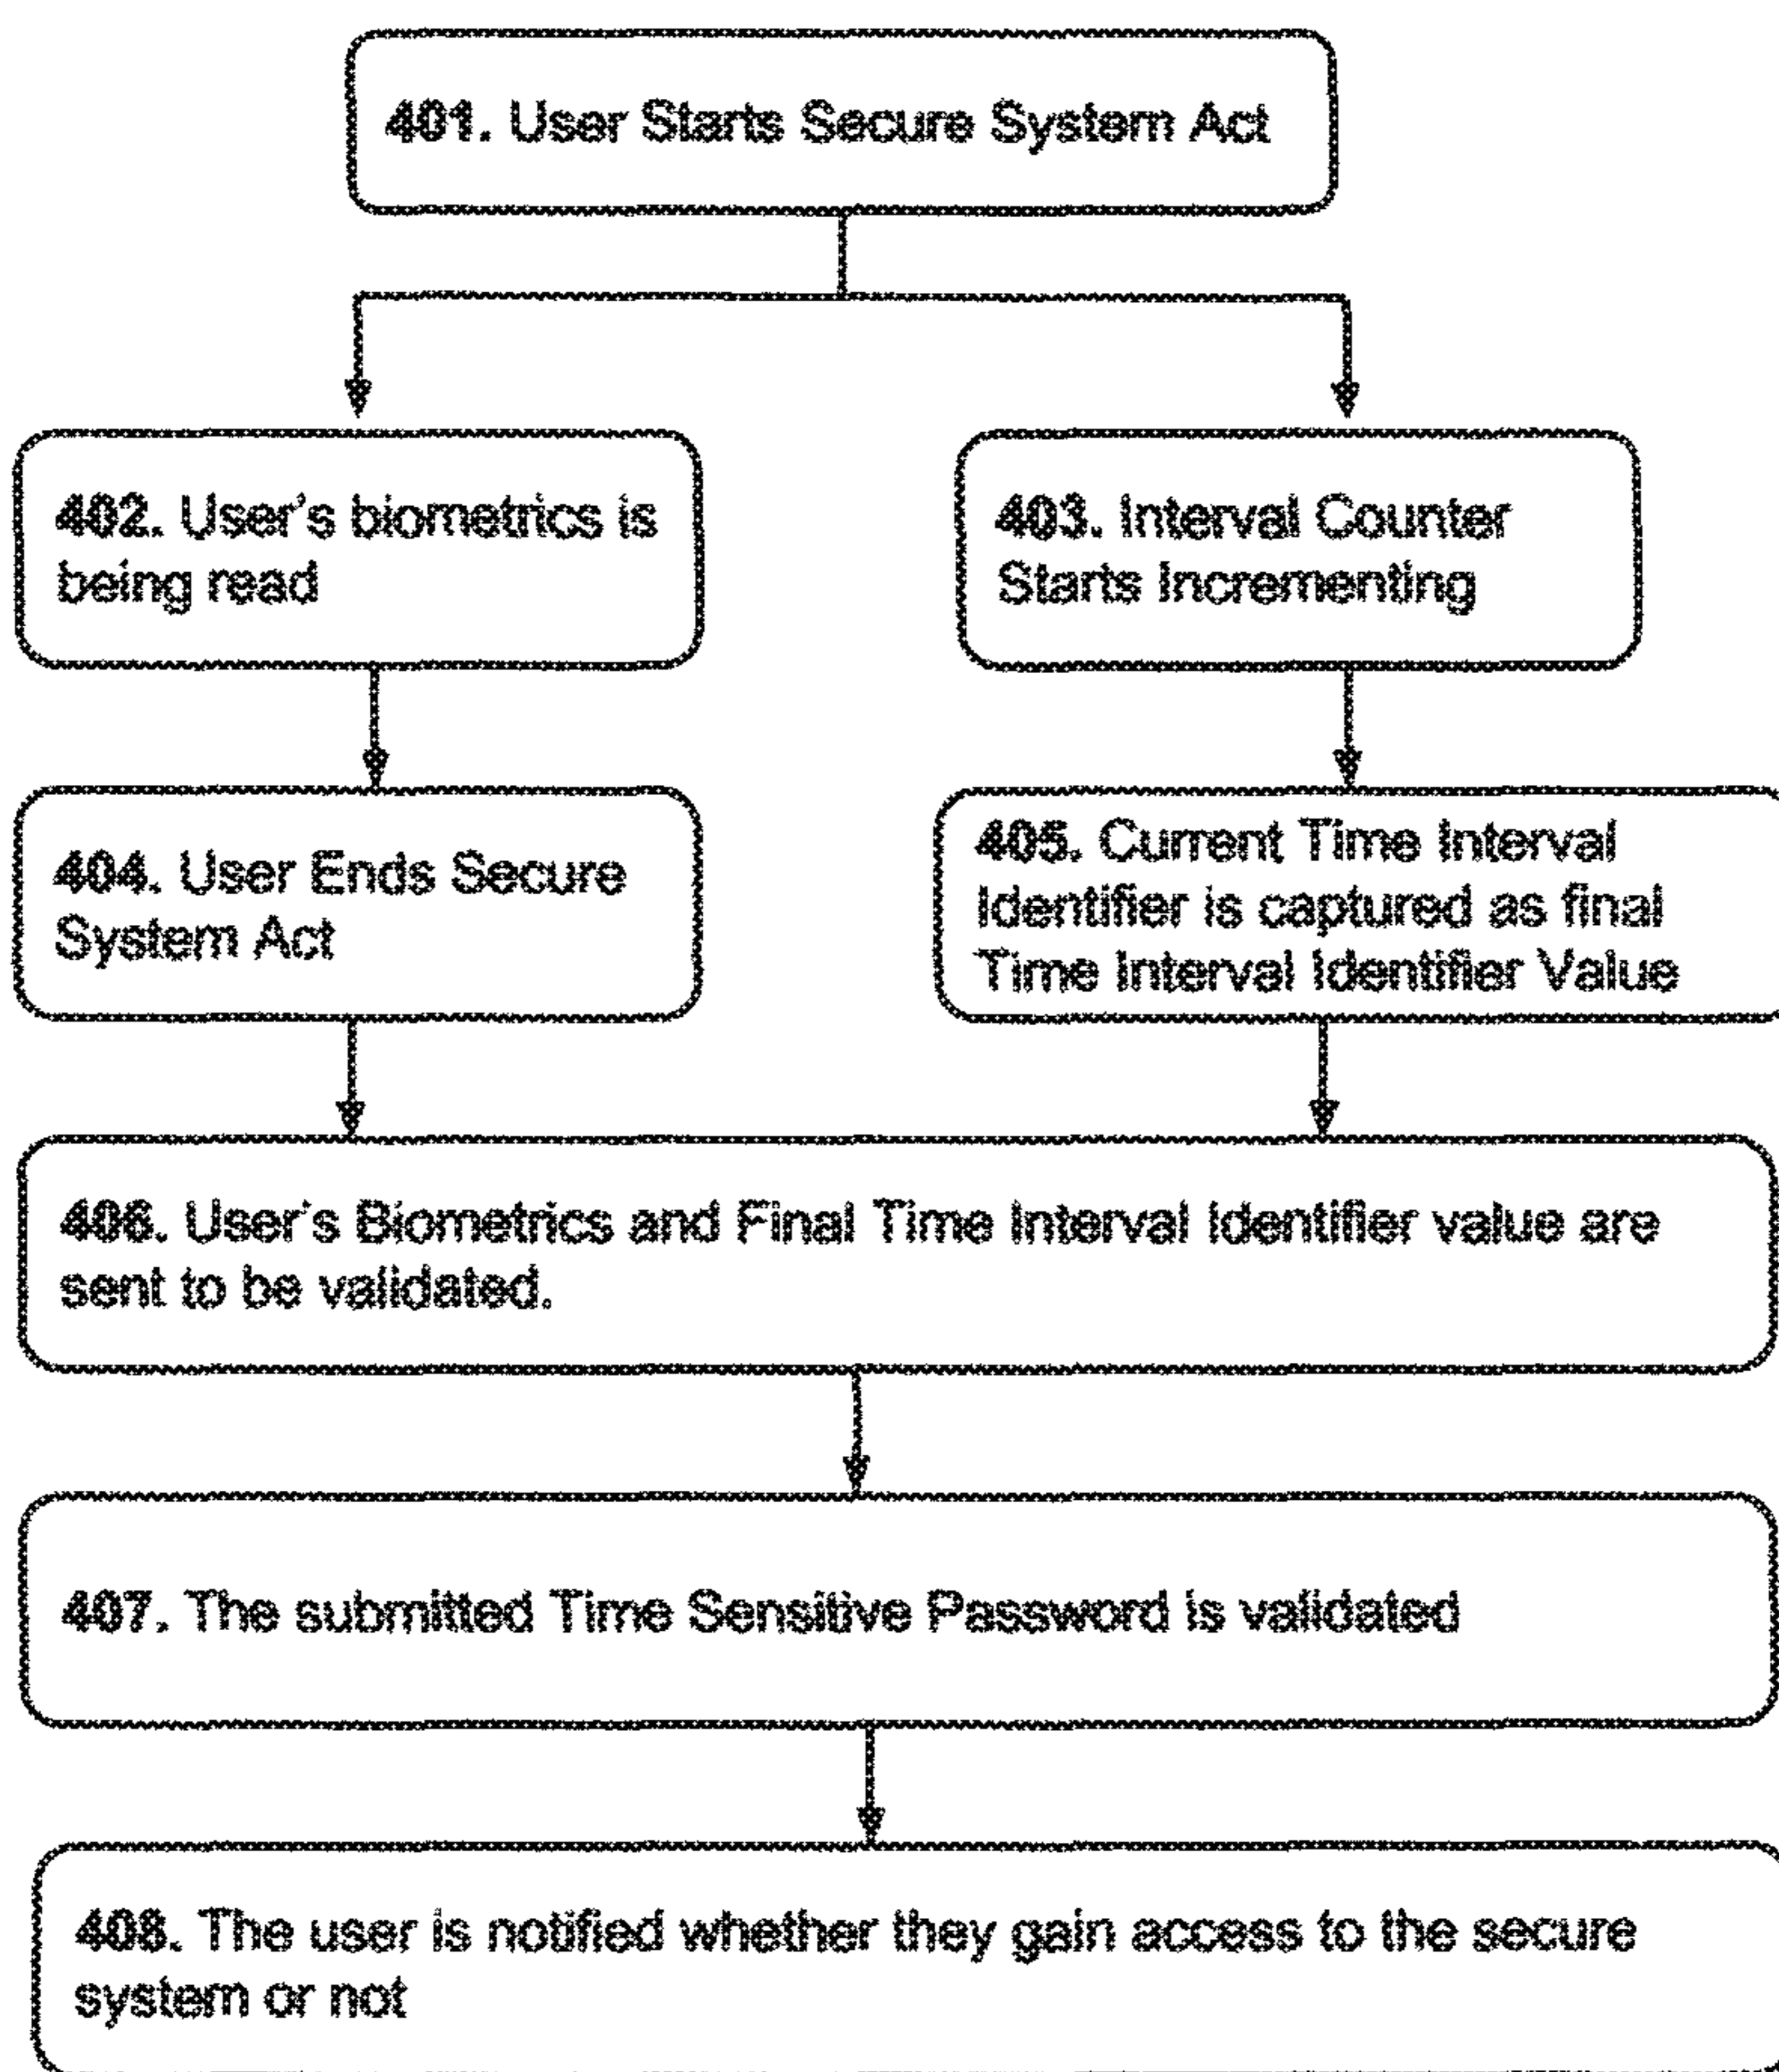 401. User Starts Secure System Act
402. User's biometrics is
being read
403. Interval Counter
Starts Incrementing
404. User Ends Secure
System Act
405. Current Time Interval
Identifier is captured as final
Time Interval Identifier Value
406. User's Biometrics and Final Time Interval Identifier value are
sent to be validated.
407. The submitted Time Sensitive Password is validated
408. The user is notified whether they gain access to the secure
system or not